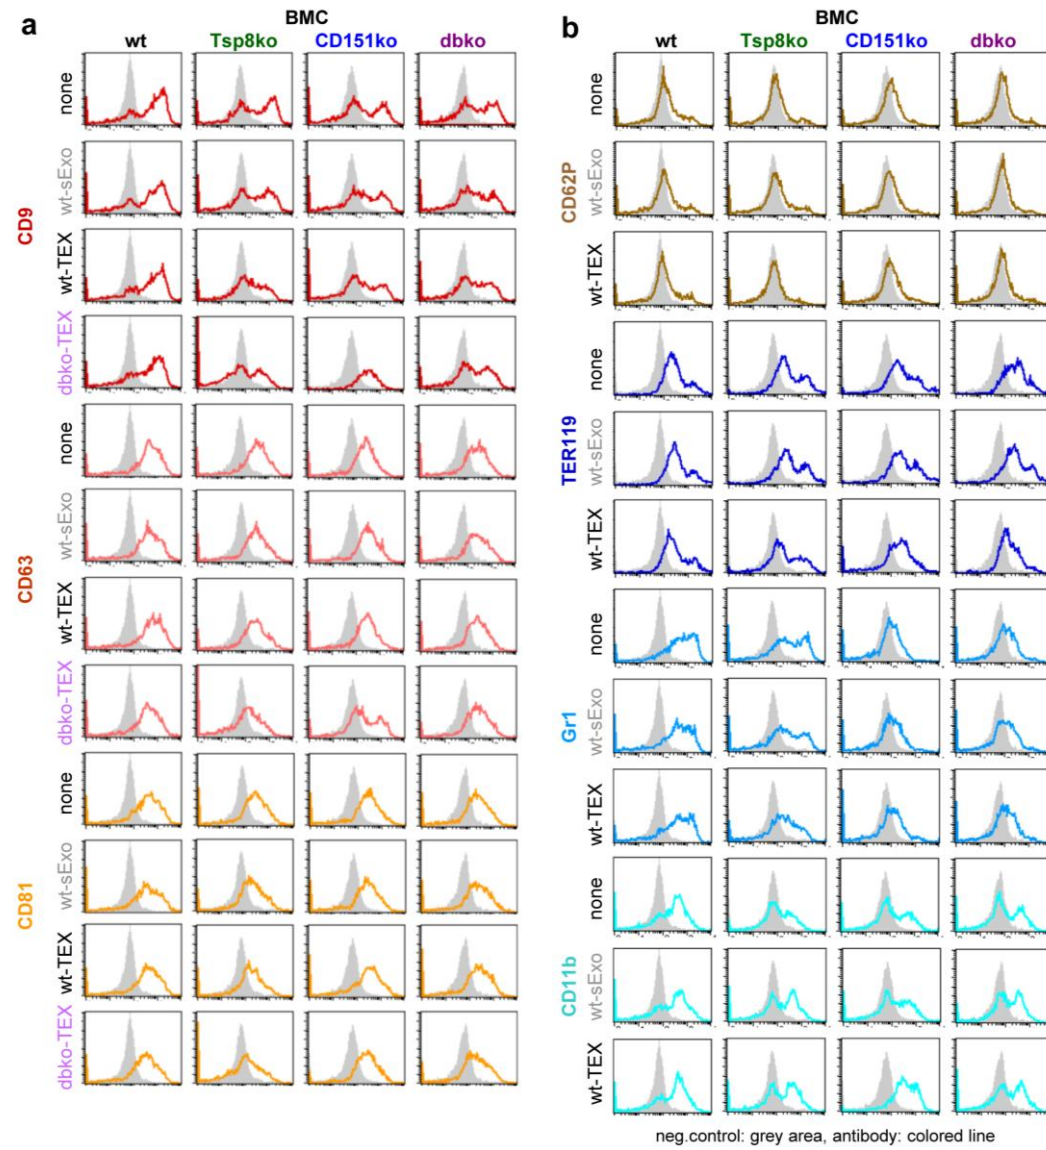 a
BMC
wt Tsp8ko CD151ko dbko
CD9
none
wt-sExo
wt-TEX
dbko-TEX
CD63
none
wt-sExo
wt-TEX
dbko-TEX
CD81
none
wt-sExo
wt-TEX
dbko-TEX
b
BMC
wt Tsp8ko CD151ko dbko
CD62P
none
wt-sExo
wt-TEX
TER119
none
wt-sExo
wt-TEX
Gr1
none
wt-sExo
wt-TEX
CD11b
none
wt-sExo
wt-TEX
neg.control: grey area, antibody: colored line